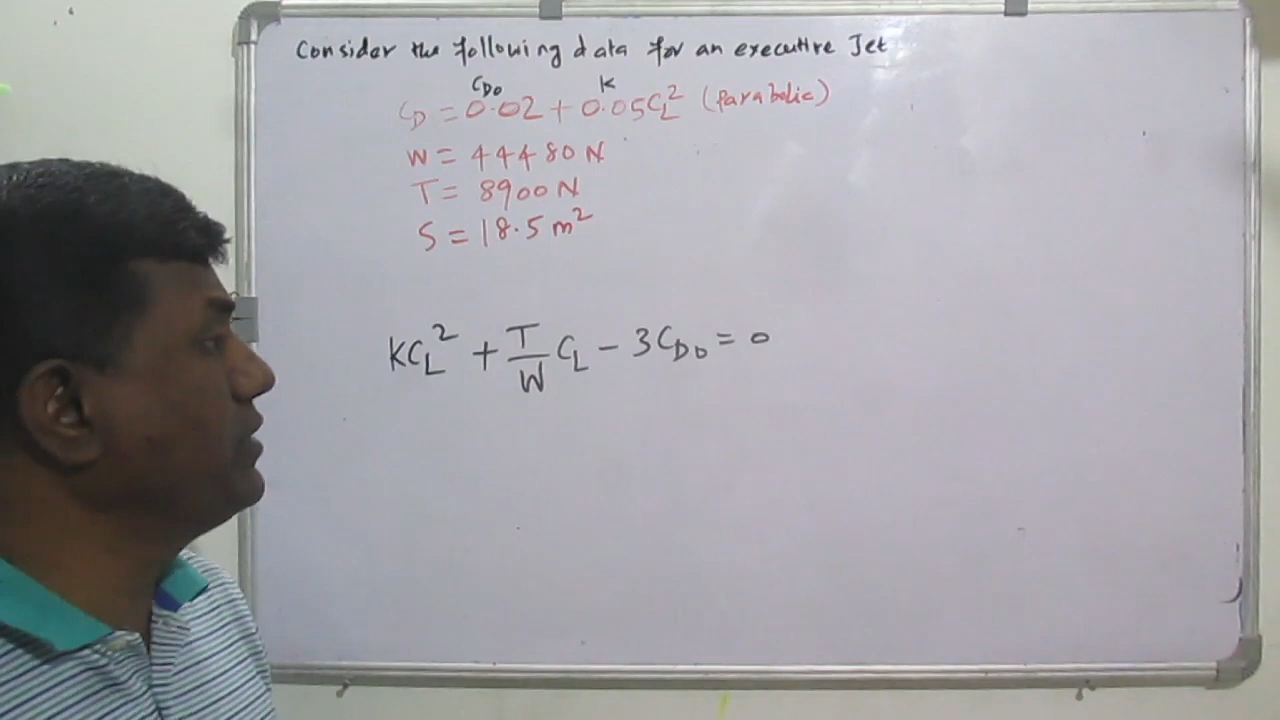 Consider the following data for an executive Jet
CD0 K
CD = 0.02 + 0.05CL² (Parabolic)
W = 44480 N
T = 8900 N
S = 18.5 m²
KCL² + T/W CL - 3CD0 = 0